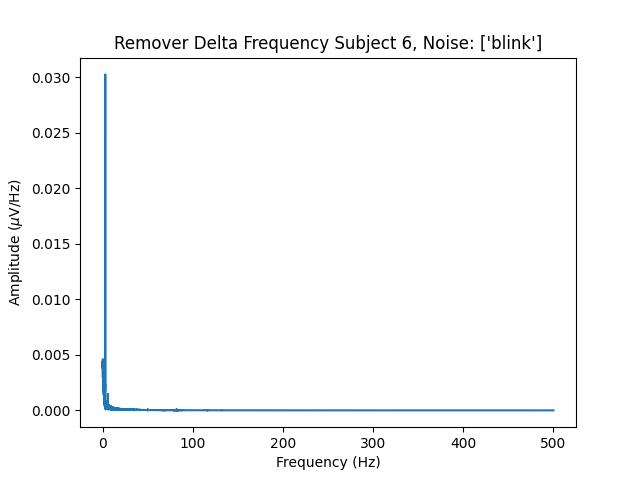 Remover Delta Frequency Subject 6, Noise: ['blink']
0.030
0.025
0.020
0.015
0.010
0.005
0.000
Amplitude (μV/Hz)
0 100 200 300 400 500
Frequency (Hz)